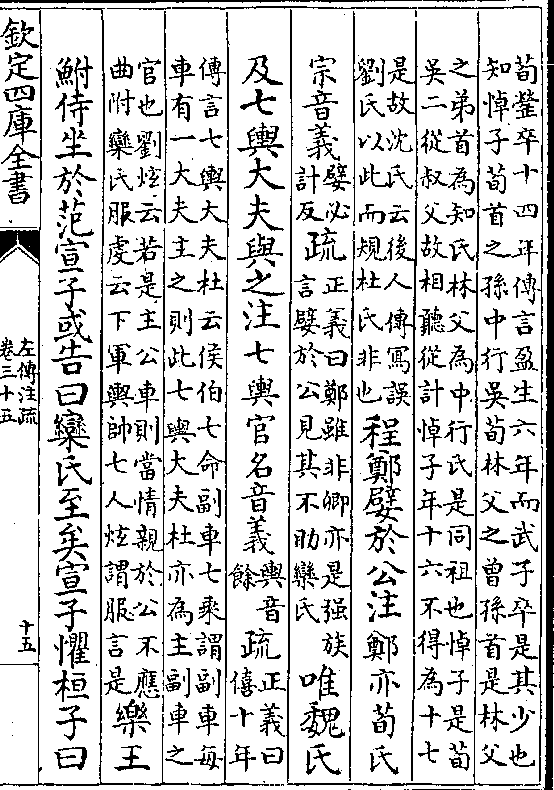 荀罃卒十四年傳言盈生六年而武子卒是其少也
知悼子荀首之孫中行吳荀林父之曾孫首是林父
之弟首為知氏林父為中行氏是同祖也悼子是荀
吳二從叔父故相聽從計悼子年十六不得為十七
是故沈氏云後人傳寫誤
劉氏以此而規杜氏非也
程鄭嬖於公注鄭亦荀氏
宗音義
嬖必
計反
疏
正義曰鄭雖非卿亦是强族
言嬖於公見其不助欒氏
唯魏氏
及七輿大夫與之注七輿官名音義
輿音
餘
疏
正義曰
僖十年
傳言七輿大夫杜云侯伯七命副車七乘謂副車每
車有一大夫主之則此七輿大夫杜亦為主副車之
官也劉炫云若是主公車則當情親於公不應
曲附欒氏服虔云下軍輿帥七人炫謂服言是
樂王
鮒侍坐於范宣子或告曰欒氏至矣宣子懼桓子曰
欽定四庫全書
左傳注疏
卷三十五
十五